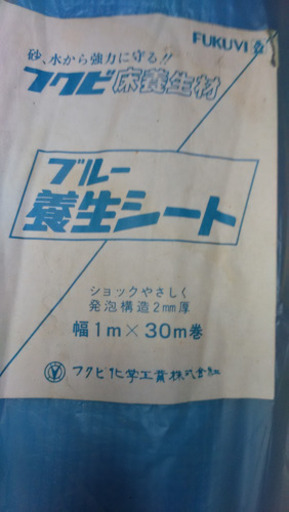 FUKUVI
砂、水から強力に守る!!
フクビ床養生材
ブルー
養生シート
ショックやさしく
発泡構造2mm厚
幅1m×30m巻
フクビ化学工業株式会社